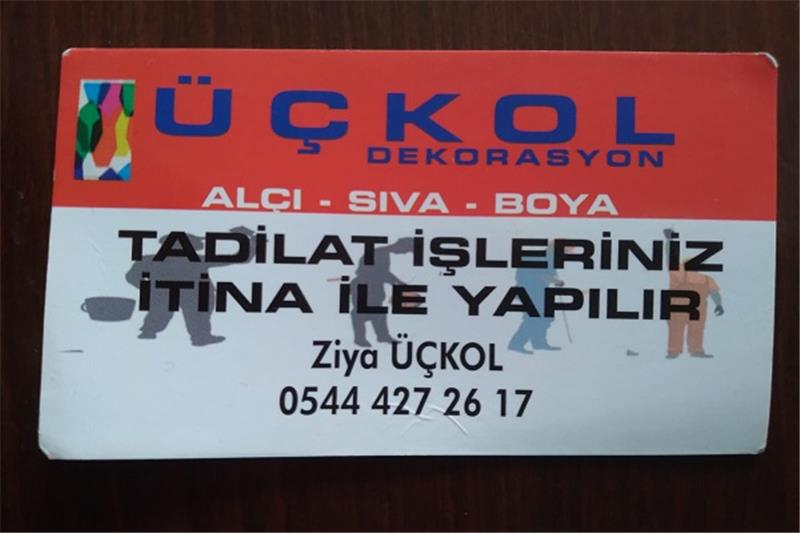 ÜÇKOL
DEKORASYON
ALÇI - SIVA - BOYA
TADİLAT İŞLERİNİZ
İTİNA İLE YAPILIR
Ziya ÜÇKOL
0544 427 26 17